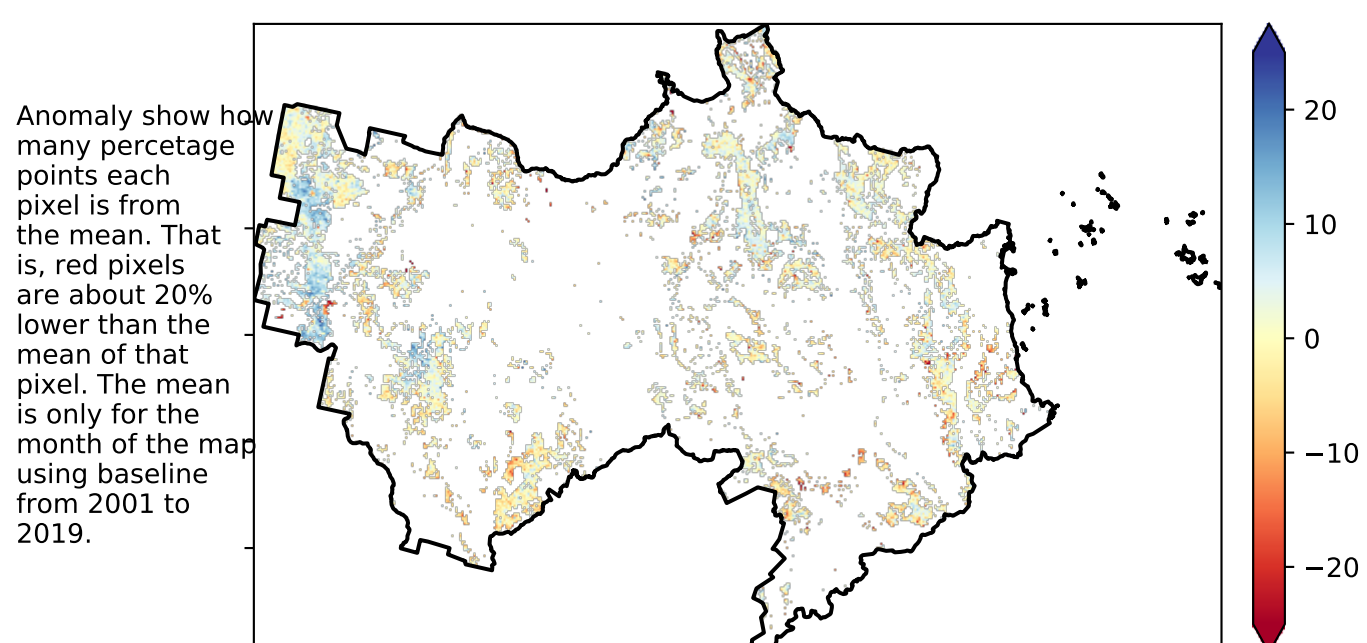 Anomaly show how
many percetage
points each
pixel is from
the mean. That
is, red pixels
are about 20%
lower than the
mean of that
pixel. The mean
is only for the
month of the map
using baseline
from 2001 to
2019.
20
10
0
−10
−20